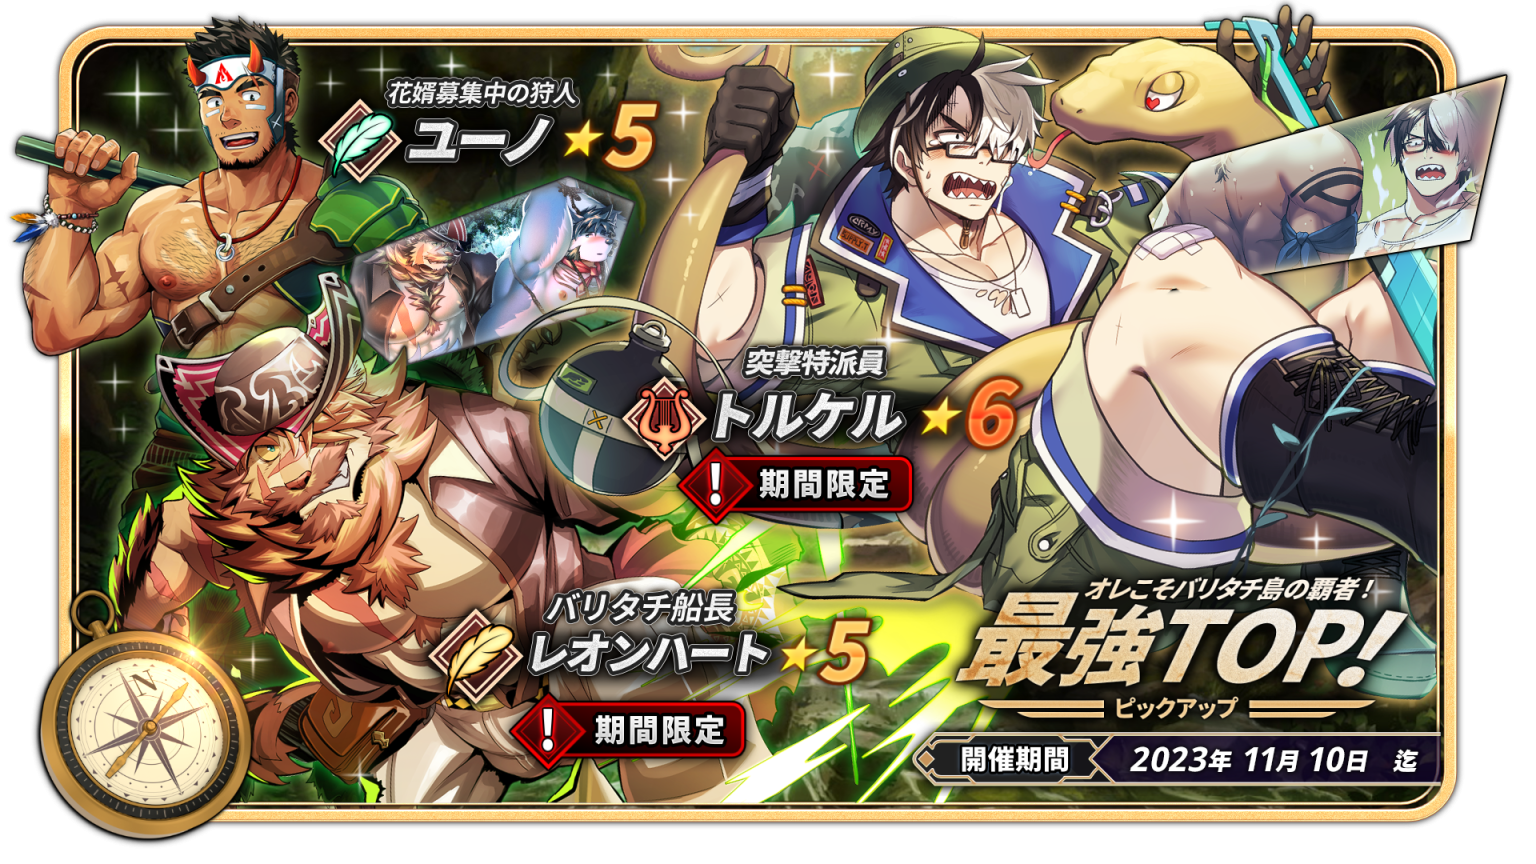 花婿募集中の狩人
ユーノ ★5
突撃特派員
トルケル ★6
! 期間限定
バリタチ船長
レオンハート ★5
! 期間限定
オレこそバリタチ島の覇者!
最強TOP!
ピックアップ
開催期間 2023年 11月 10日 迄
N